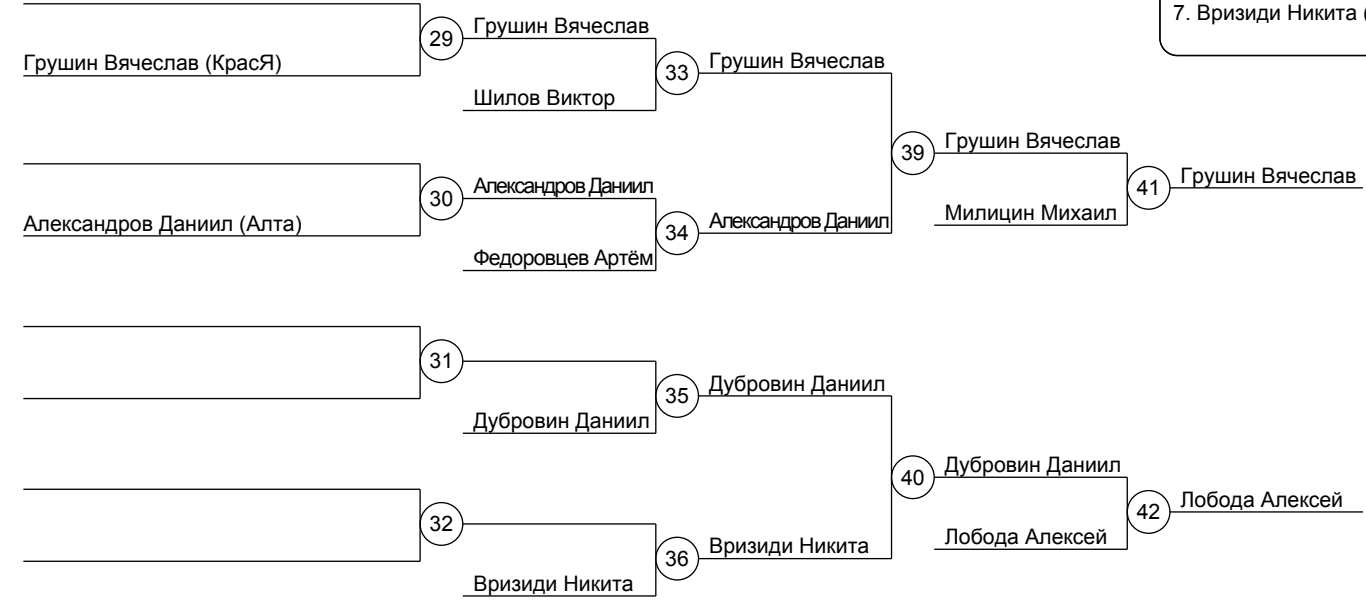 7. Вризиди Никита (
Грушин Вячеслав (КрасЯ)
29
Грушин Вячеслав
Шилов Виктор
33
Грушин Вячеслав
Александров Даниил (Алта)
30
Александров Даниил
Федоровцев Артём
34
Александров Даниил
39
Грушин Вячеслав
Милицин Михаил
41
Грушин Вячеслав
31
Дубровин Даниил
35
Дубровин Даниил
32
Вризиди Никита
36
Вризиди Никита
40
Дубровин Даниил
Лобода Алексей
42
Лобода Алексей